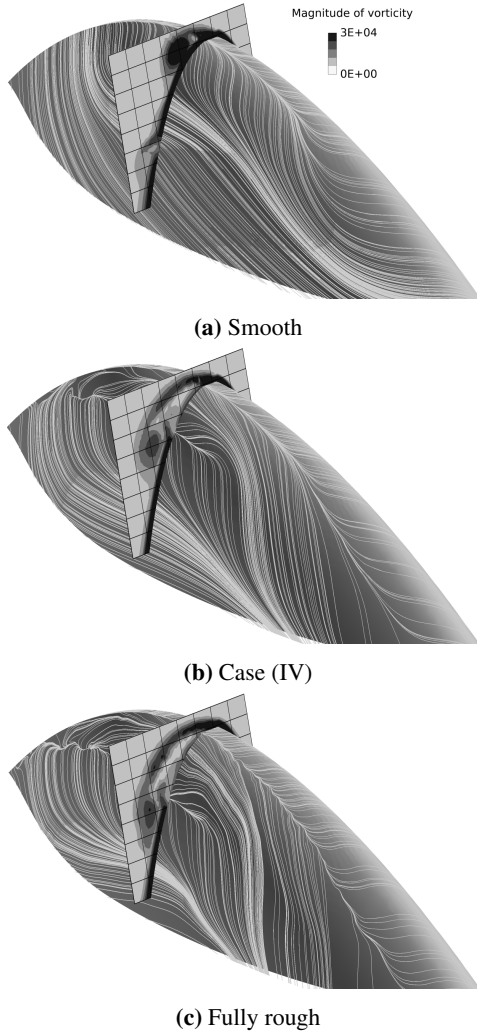 Magnitude of vorticity
3E+04
0E+00
(a) Smooth
(b) Case (IV)
(c) Fully rough